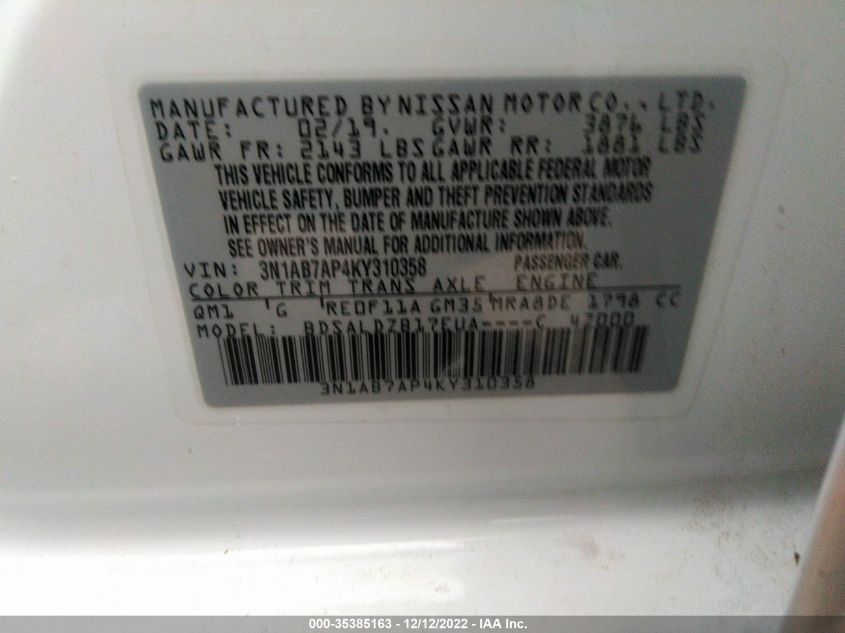 MANUFACTURED BY NISSAN MOTOR CO., LTD.
DATE: 02/19. GVWR: 3876 LBS
GAWR FR: 2143 LBS GAWR RR: 1881 LBS
THIS VEHICLE CONFORMS TO ALL APPLICABLE FEDERAL MOTOR
VEHICLE SAFETY, BUMPER AND THEFT PREVENTION STANDARDS
IN EFFECT ON THE DATE OF MANUFACTURE SHOWN ABOVE.
SEE OWNER'S MANUAL FOR ADDITIONAL INFORMATION.
VIN: 3N1AB7AP4KY310358 PASSENGER CAR.
COLOR TRIM TRANS AXLE ENGINE
QM1 G RE0F11A GM35 MRA8DE 1798 CC
MODEL: BDSALDZB17EUA----C 47000
3N1AB7AP4KY310358
000-35385163 - 12/12/2022 - IAA Inc.